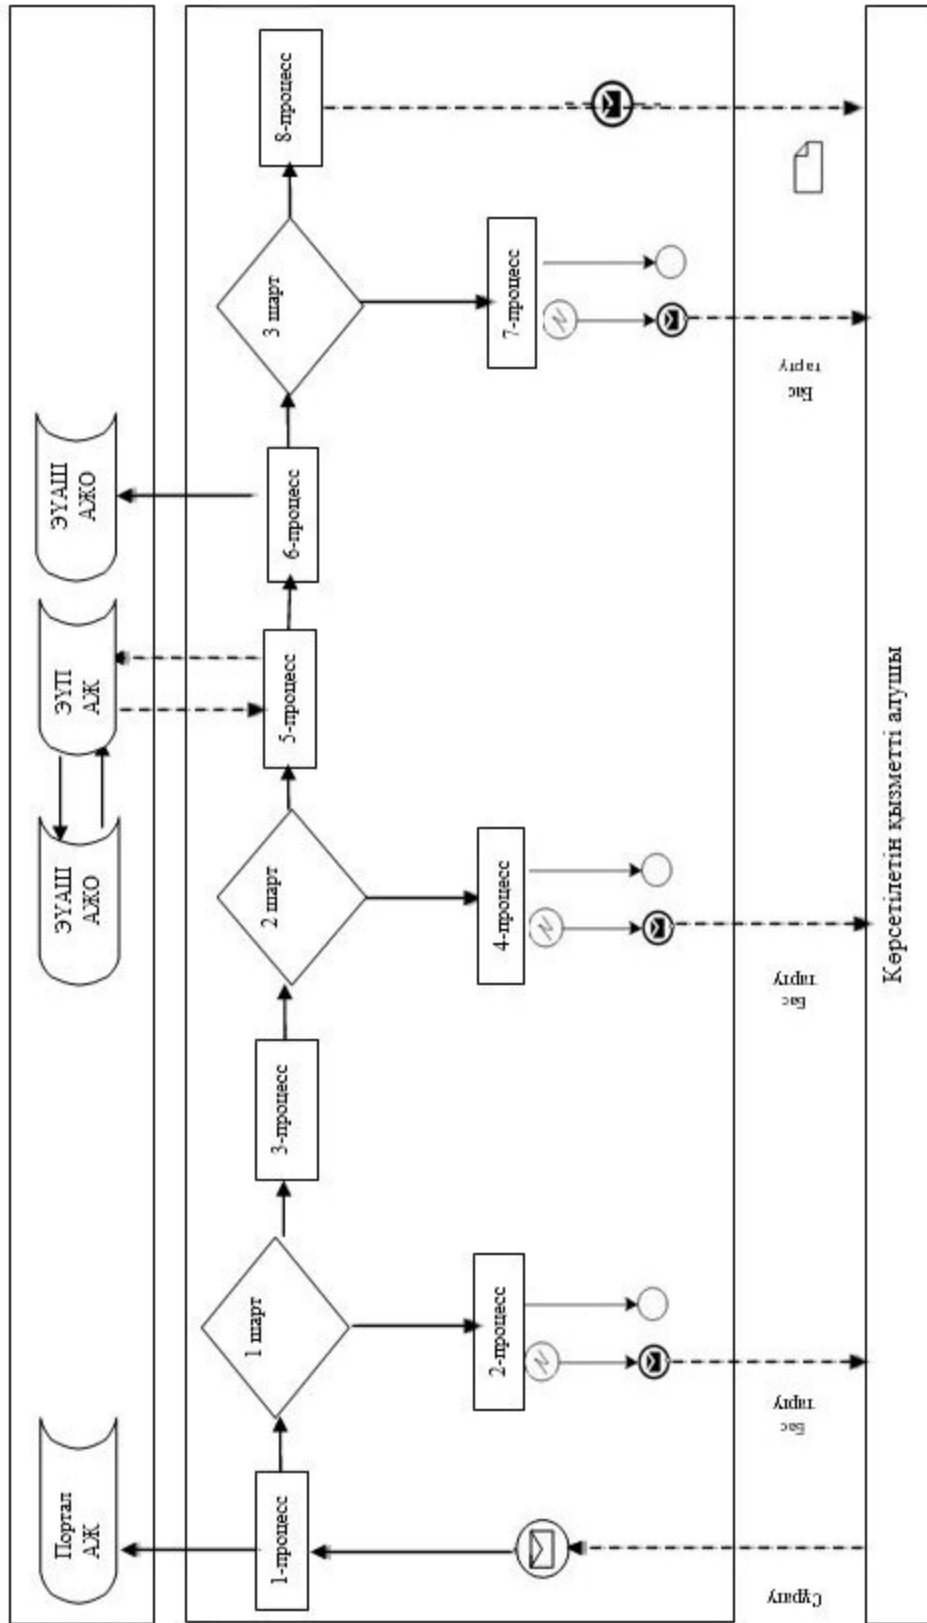 Портал
АЖ
ЭҮАШ
АЖО
ЭҮП
АЖ
ЭҮАШ
АЖО
1-процесс
1 шарт
3-процесс
2 шарт
5-процесс
6-процесс
3 шарт
8-процесс
2-процесс
4-процесс
7-процесс
Сұрату
Бас
тарту
Бас
тарту
Бас
тарту
Көрсетілетін қызметті алушы